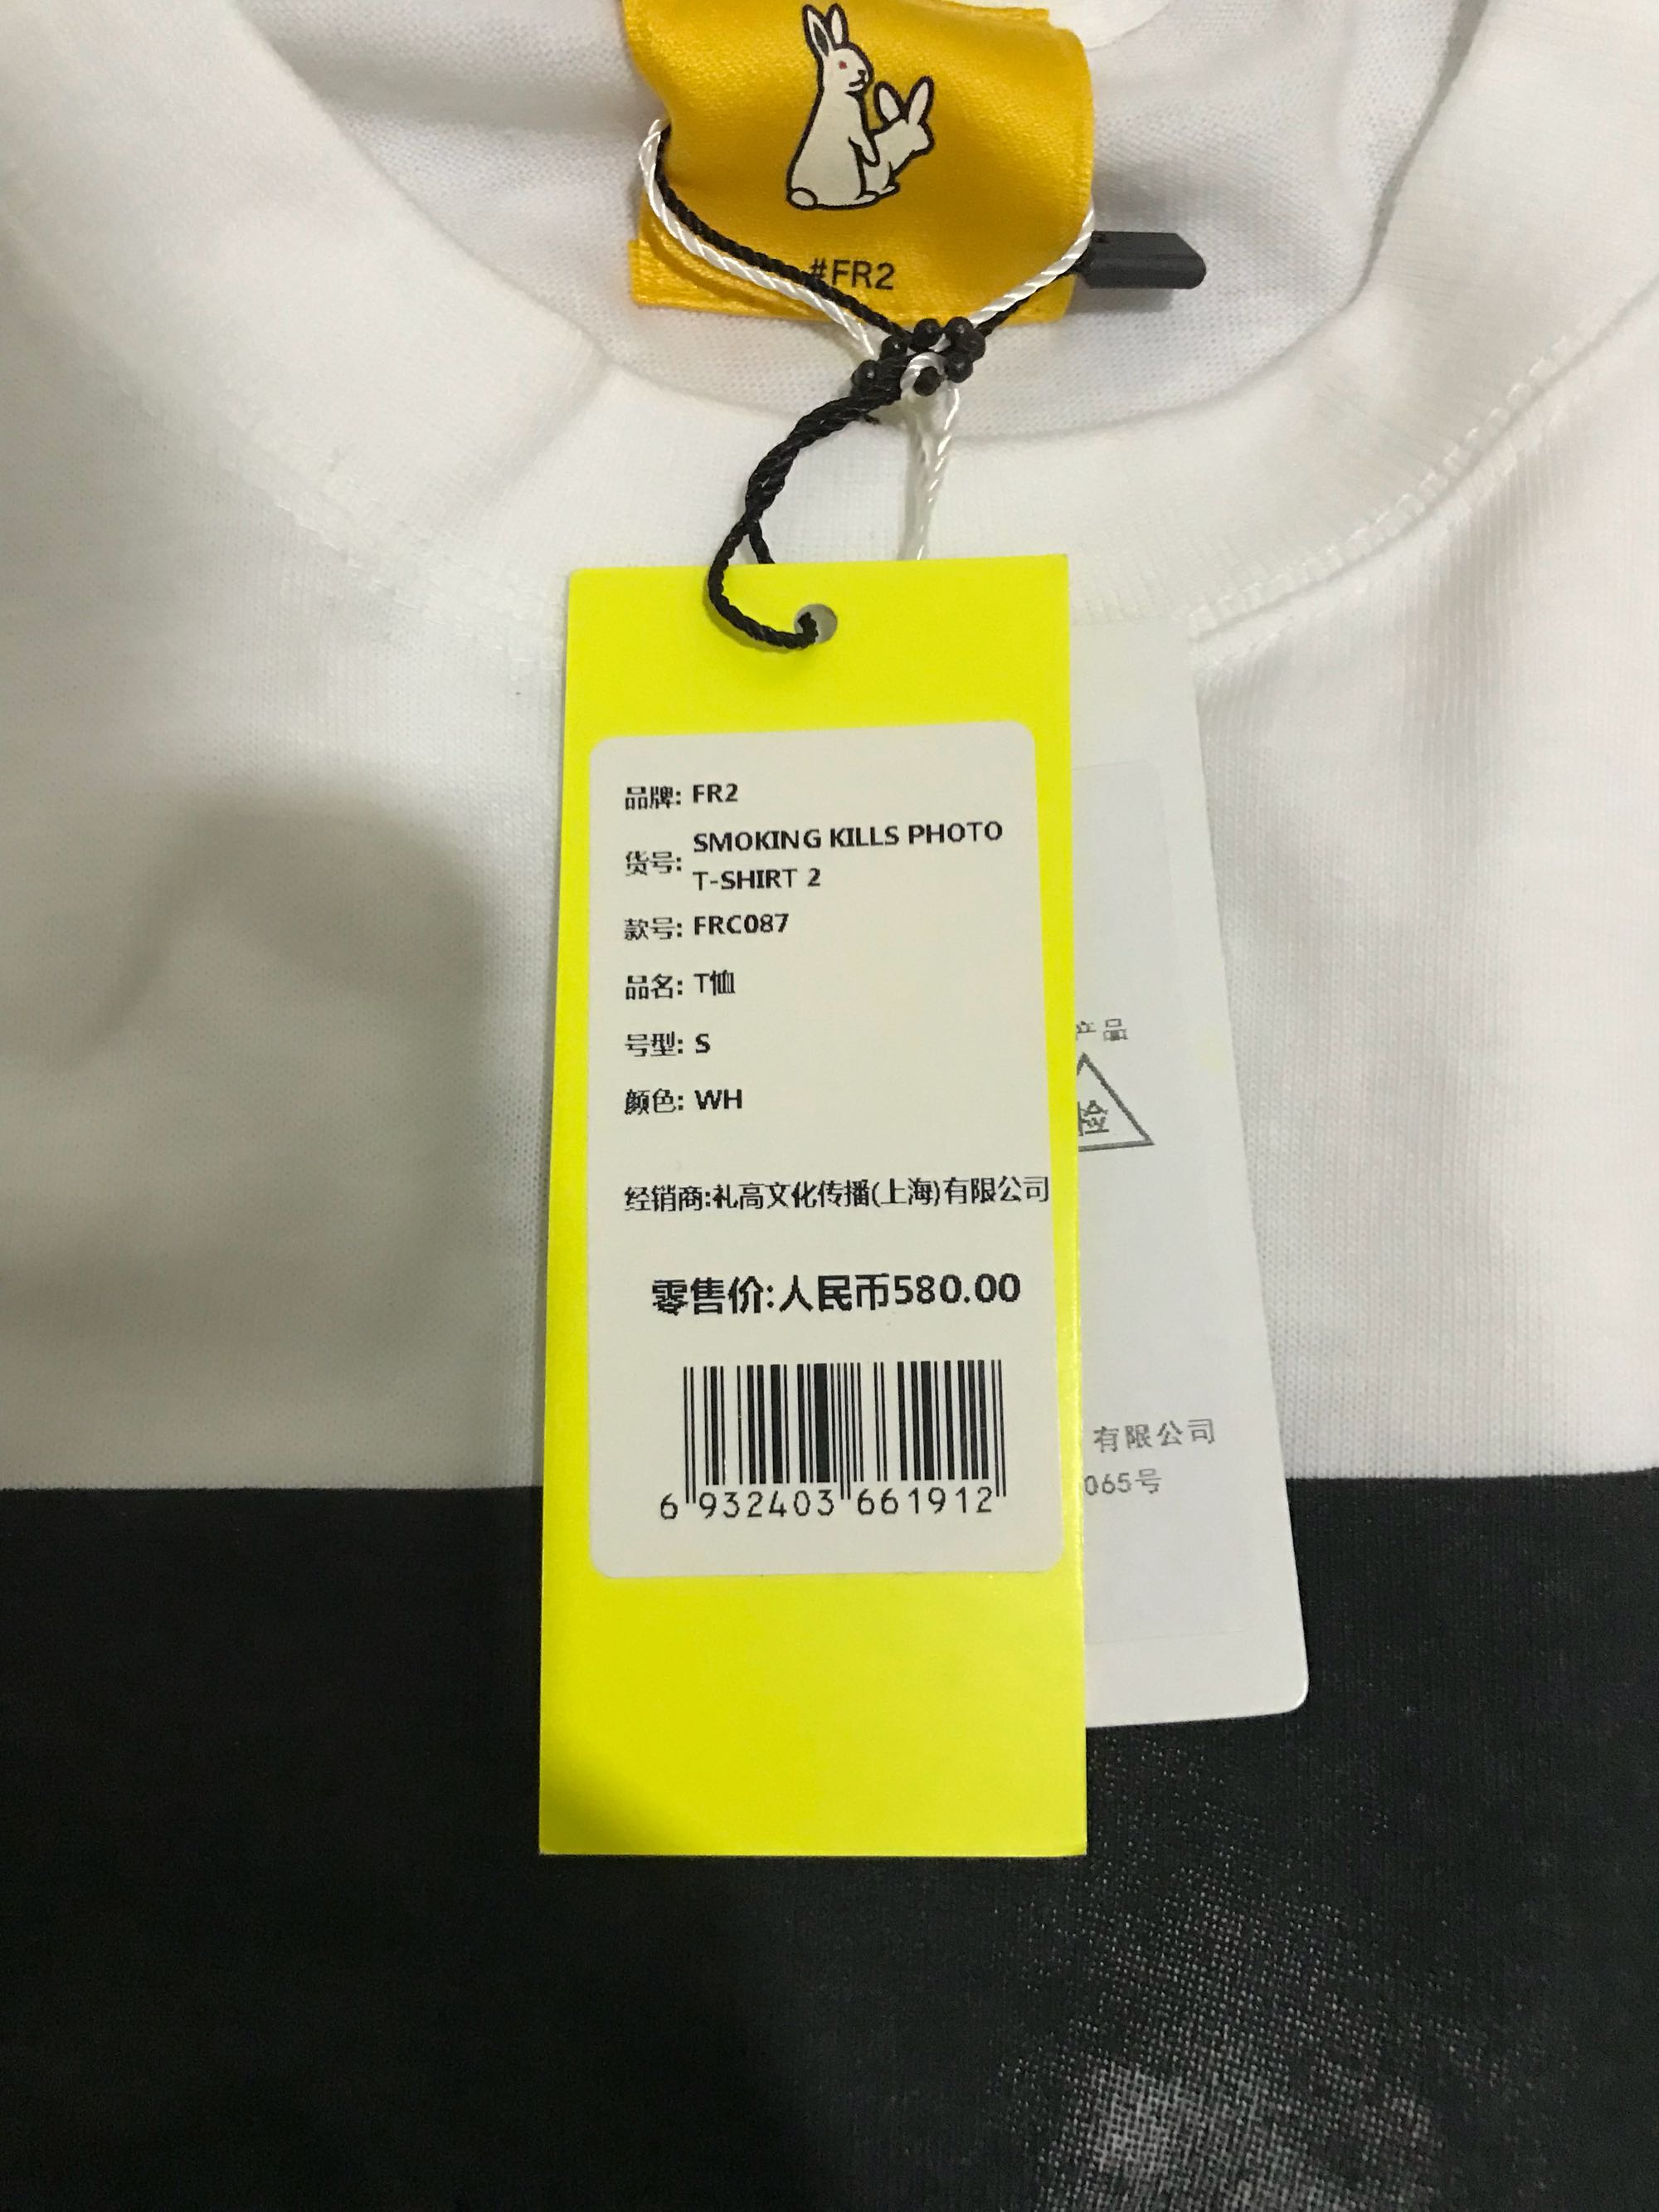 #FR2
品牌: FR2
货号: SMOKING KILLS PHOTO
T-SHIRT 2
款号: FRC087
品名: T恤
号型: S
颜色: WH
经销商:礼高文化传播(上海)有限公司
零售价:人民币580.00
6 932403 661912
产品
检
有限公司
065号